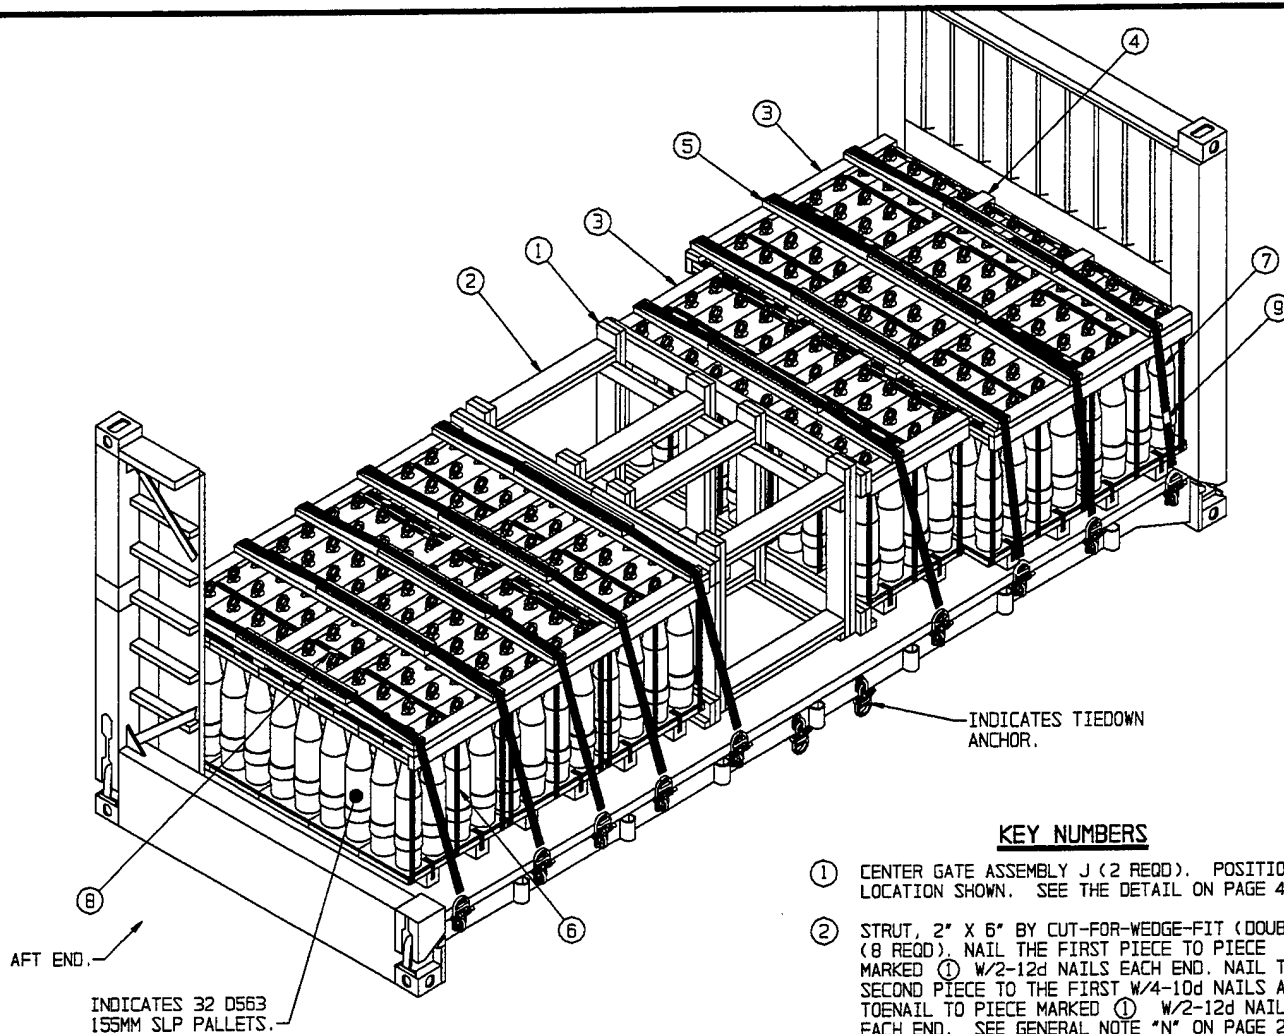 ④
③
⑤
③
①
②
⑦
⑨
⑧
⑥
AFT END.
INDICATES 32 D563
155MM SLP PALLETS.
INDICATES TIEDOWN
ANCHOR.
KEY NUMBERS
① CENTER GATE ASSEMBLY J (2 REQD). POSITIO
LOCATION SHOWN. SEE THE DETAIL ON PAGE 4
② STRUT, 2" X 6" BY CUT-FOR-WEDGE-FIT (DOUB
(8 REQD). NAIL THE FIRST PIECE TO PIECE
MARKED ① W/2-12d NAILS EACH END. NAIL T
SECOND PIECE TO THE FIRST W/4-10d NAILS A
TOENAIL TO PIECE MARKED ① W/2-12d NAIL
EACH END. SEE GENERAL NOTE "N" ON PAGE 2